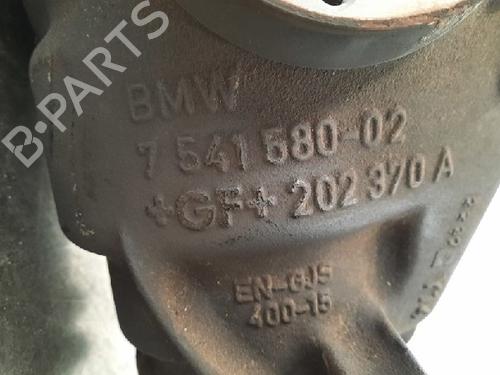 B-PARTS
BMW
7 541 580-02
+GF+ 202 370 A
EN-GJS
400-15